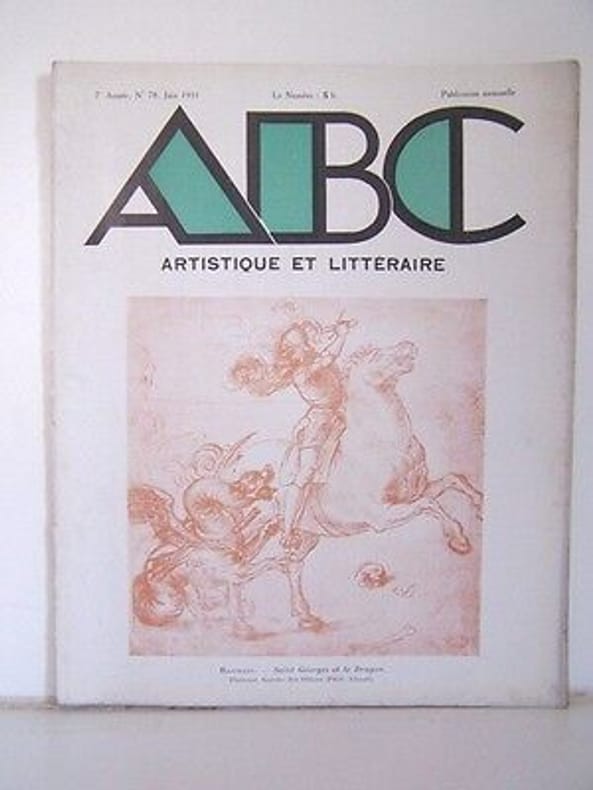 7e Année, N° 78, Juin 1931
Le Numéro : 5 fr.
Publication mensuelle
ABC
ARTISTIQUE ET LITTÉRAIRE
Saint Georges et le Dragon.